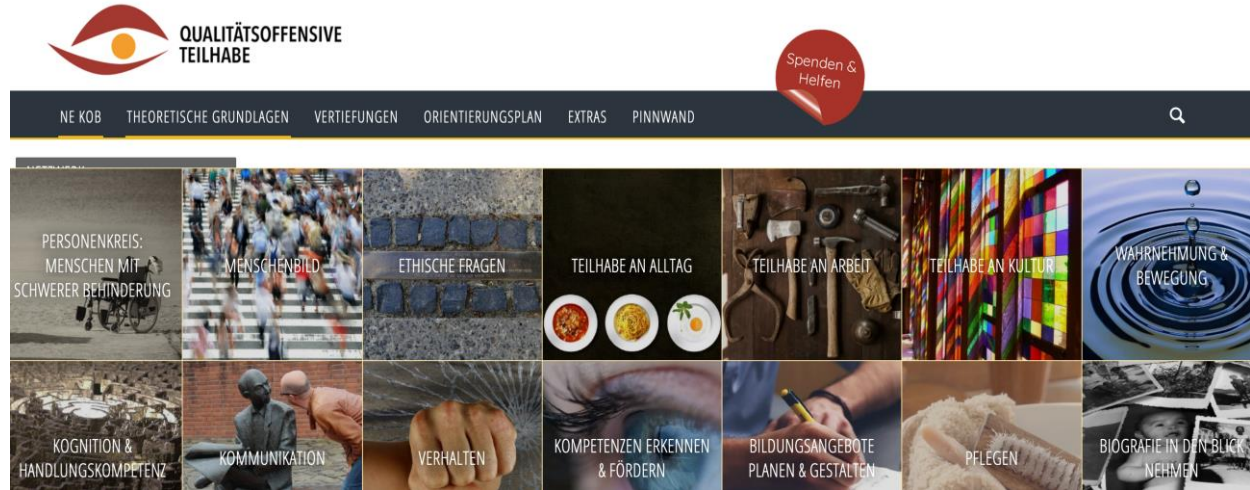 QUALITÄTSOFFENSIVE
TEILHABE
Spenden &
Helfen
NE KOB
THEORETISCHE GRUNDLAGEN
VERTIEFUNGEN
ORIENTIERUNGSPLAN
EXTRAS
PINNWAND
PERSONENKREIS:
MENSCHEN MIT
SCHWERER BEHINDERUNG
MENSCHENBILD
ETHISCHE FRAGEN
TEILHABE AN ALLTAG
TEILHABE AN ARBEIT
TEILHABE AN KULTUR
WAHRNEHMUNG &
BEWEGUNG
KOGNITION &
HANDLUNGSKOMPETENZ
KOMMUNIKATION
VERHALTEN
KOMPETENZEN ERKENNEN
& FÖRDERN
BILDUNGSANGEBOTE
PLANEN & GESTALTEN
PFLEGEN
BIOGRAFIE IN DEN BLICK
NEHMEN